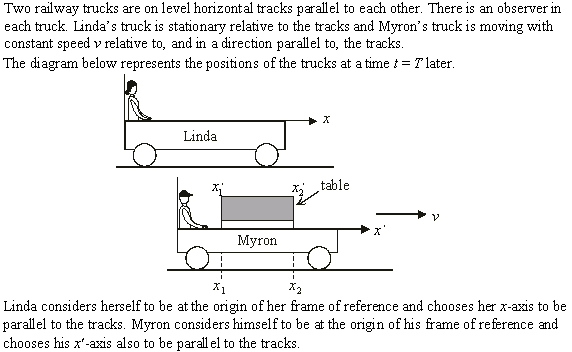 Two railway trucks are on level horizontal tracks parallel to each other. There is an observer in
each truck. Linda's truck is stationary relative to the tracks and Myron's truck is moving with
constant speed v relative to, and in a direction parallel to, the tracks.
The diagram below represents the positions of the trucks at a time t = T later.
x
Linda
x₁' x₂' table
v
x'
Myron
x₁ x₂
Linda considers herself to be at the origin of her frame of reference and chooses her x-axis to be
parallel to the tracks. Myron considers himself to be at the origin of his frame of reference and
chooses his x'-axis also to be parallel to the tracks.